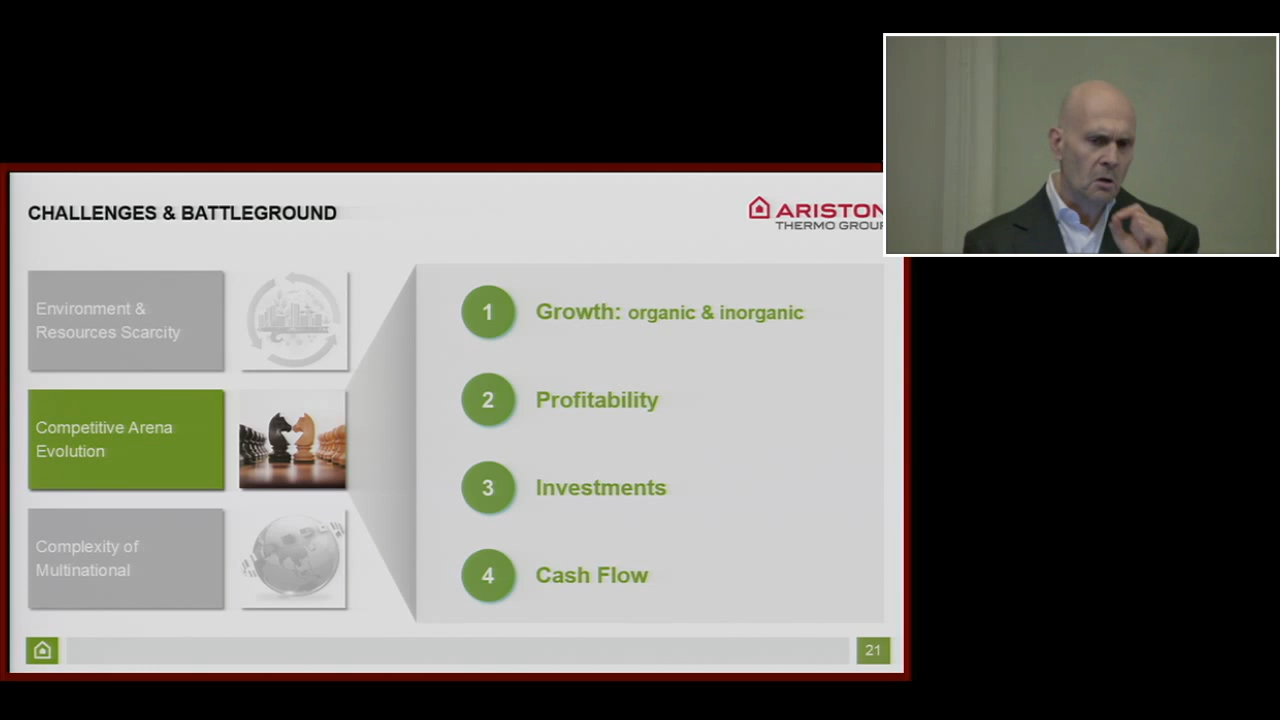 CHALLENGES & BATTLEGROUND
ARISTON
THERMO GROUP
Environment &
Resources Scarcity
Competitive Arena
Evolution
Complexity of
Multinational
1
Growth: organic & inorganic
2
Profitability
3
Investments
4
Cash Flow
21